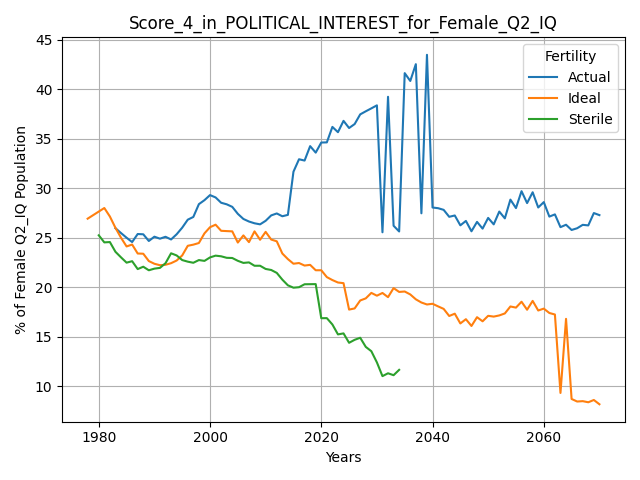 Score_4_in_POLITICAL_INTEREST_for_Female_Q2_IQ
% of Female Q2_IQ Population
45
40
35
30
25
20
15
10
Fertility
Actual
Ideal
Sterile
1980 2000 2020 2040 2060
Years